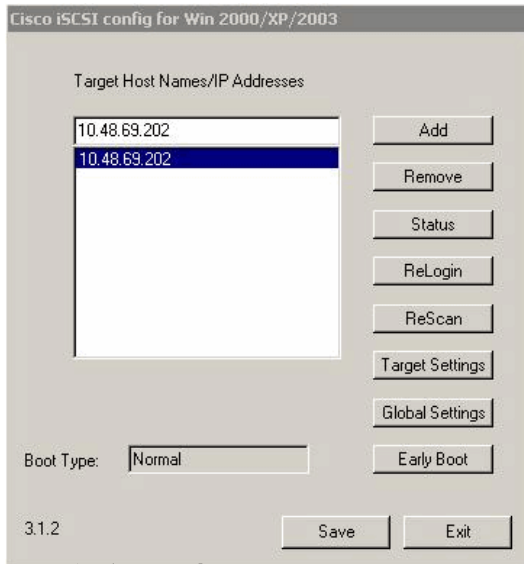 Cisco iSCSI config for Win 2000/XP/2003
Target Host Names/IP Addresses
10.48.69.202
Add
10.48.69.202
Remove
Status
ReLogin
ReScan
Target Settings
Global Settings
Boot Type: Normal
Early Boot
3.1.2
Save
Exit